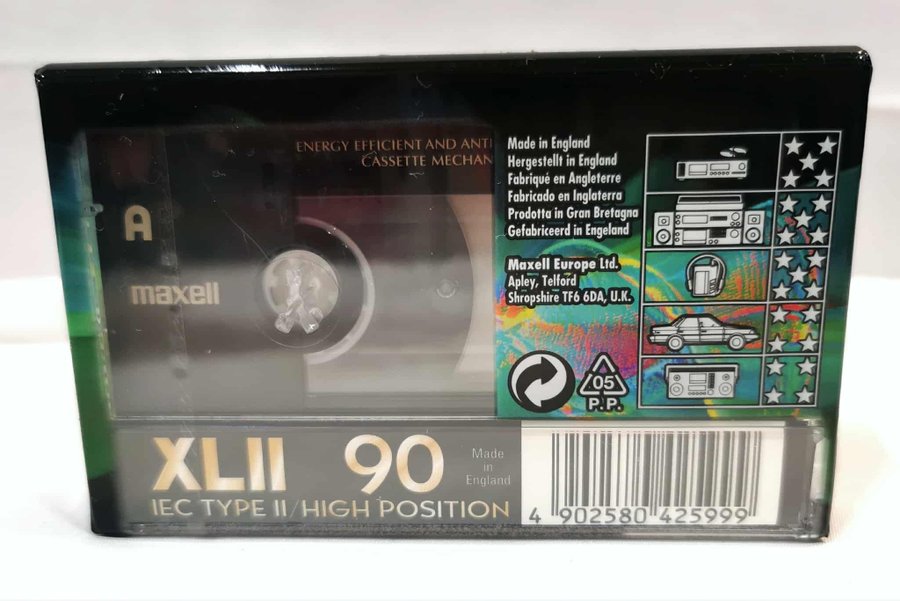 ENERGY EFFICIENT AND ANTI
CASSETTE MECHAN
A
maxell
Made in England
Hergestellt in England
Fabriqué en Angleterre
Fabricado en Inglaterra
Prodotta in Gran Bretagna
Gefabriceerd in Engeland
Maxell Europe Ltd.
Apley, Telford
Shropshire TF6 6DA, U.K.
05
P.P.
XLII 90
Made
in
England
IEC TYPE II/HIGH POSITION
4 902580 425999